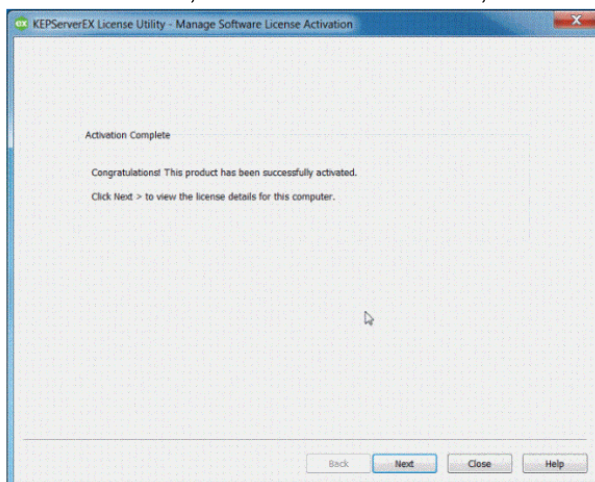 ex KEPServerEX License Utility - Manage Software License Activation X
Activation Complete
Congratulations! This product has been successfully activated.
Click Next > to view the license details for this computer.
Back Next Close Help